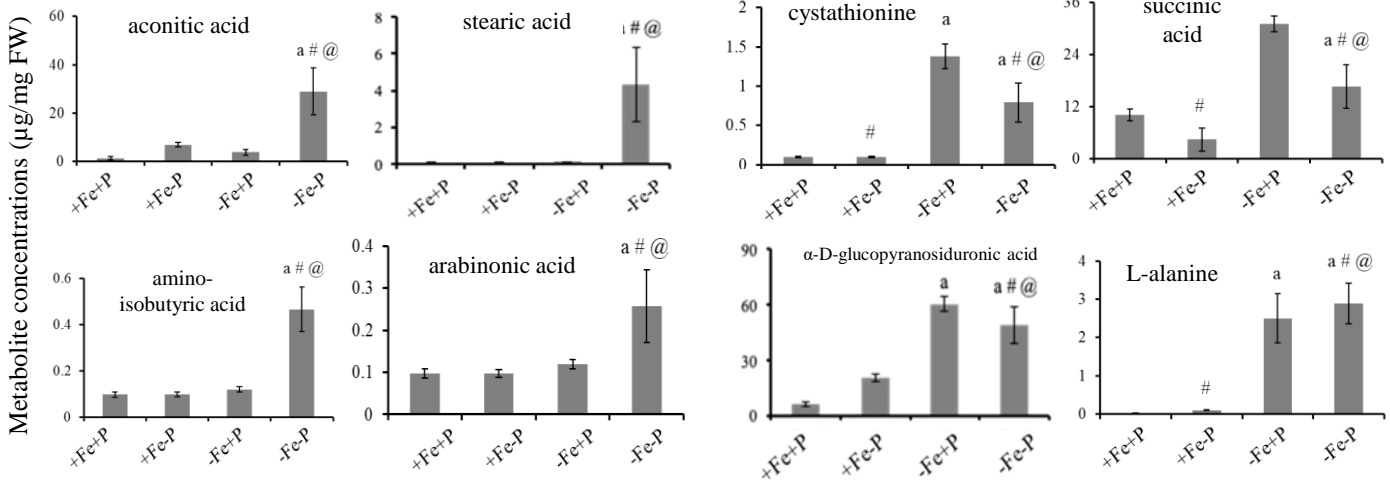 Metabolite concentrations (µg/mg FW)
60
40
20
0
aconitic acid
a # @
+Fe+P
+Fe-P
-Fe+P
-Fe-P
8
6
4
2
0
stearic acid
a # @
+Fe+P
+Fe-P
-Fe+P
-Fe-P
2
1.5
1
0.5
0
cystathionine
#
a
a # @
+Fe+P
+Fe-P
-Fe+P
-Fe-P
36
24
12
0
succinic
acid
#
a # @
+Fe+P
+Fe-P
-Fe+P
-Fe-P
0.6
0.4
0.2
0
amino-
isobutyric acid
a # @
+Fe+P
+Fe-P
-Fe+P
-Fe-P
0.4
0.3
0.2
0.1
0
arabinonic acid
a # @
+Fe+P
+Fe-P
-Fe+P
-Fe-P
90
60
30
0
α-D-glucopyranosiduronic acid
a
a # @
+Fe+P
+Fe-P
-Fe+P
-Fe-P
4
3
2
1
0
L-alanine
#
a
a # @
+Fe+P
+Fe-P
-Fe+P
-Fe-P